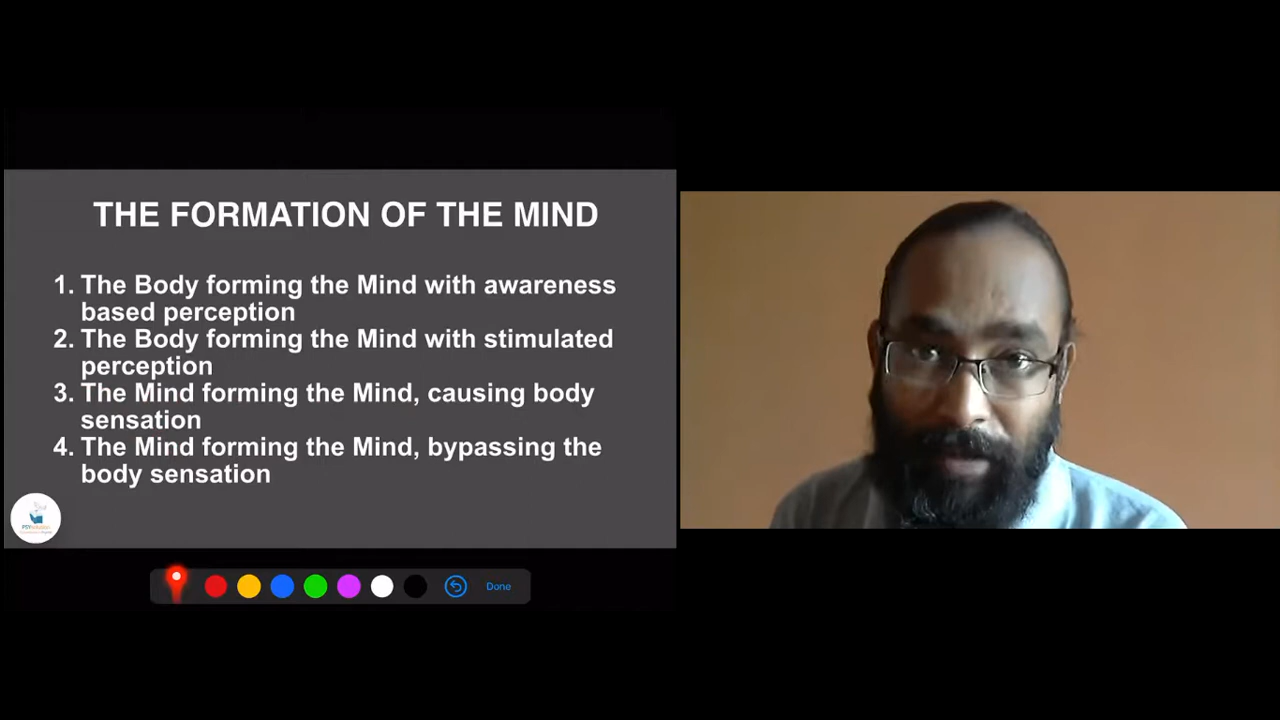 THE FORMATION OF THE MIND
1. The Body forming the Mind with awareness
based perception
2. The Body forming the Mind with stimulated
perception
3. The Mind forming the Mind, causing body
sensation
4. The Mind forming the Mind, bypassing the
body sensation
Done